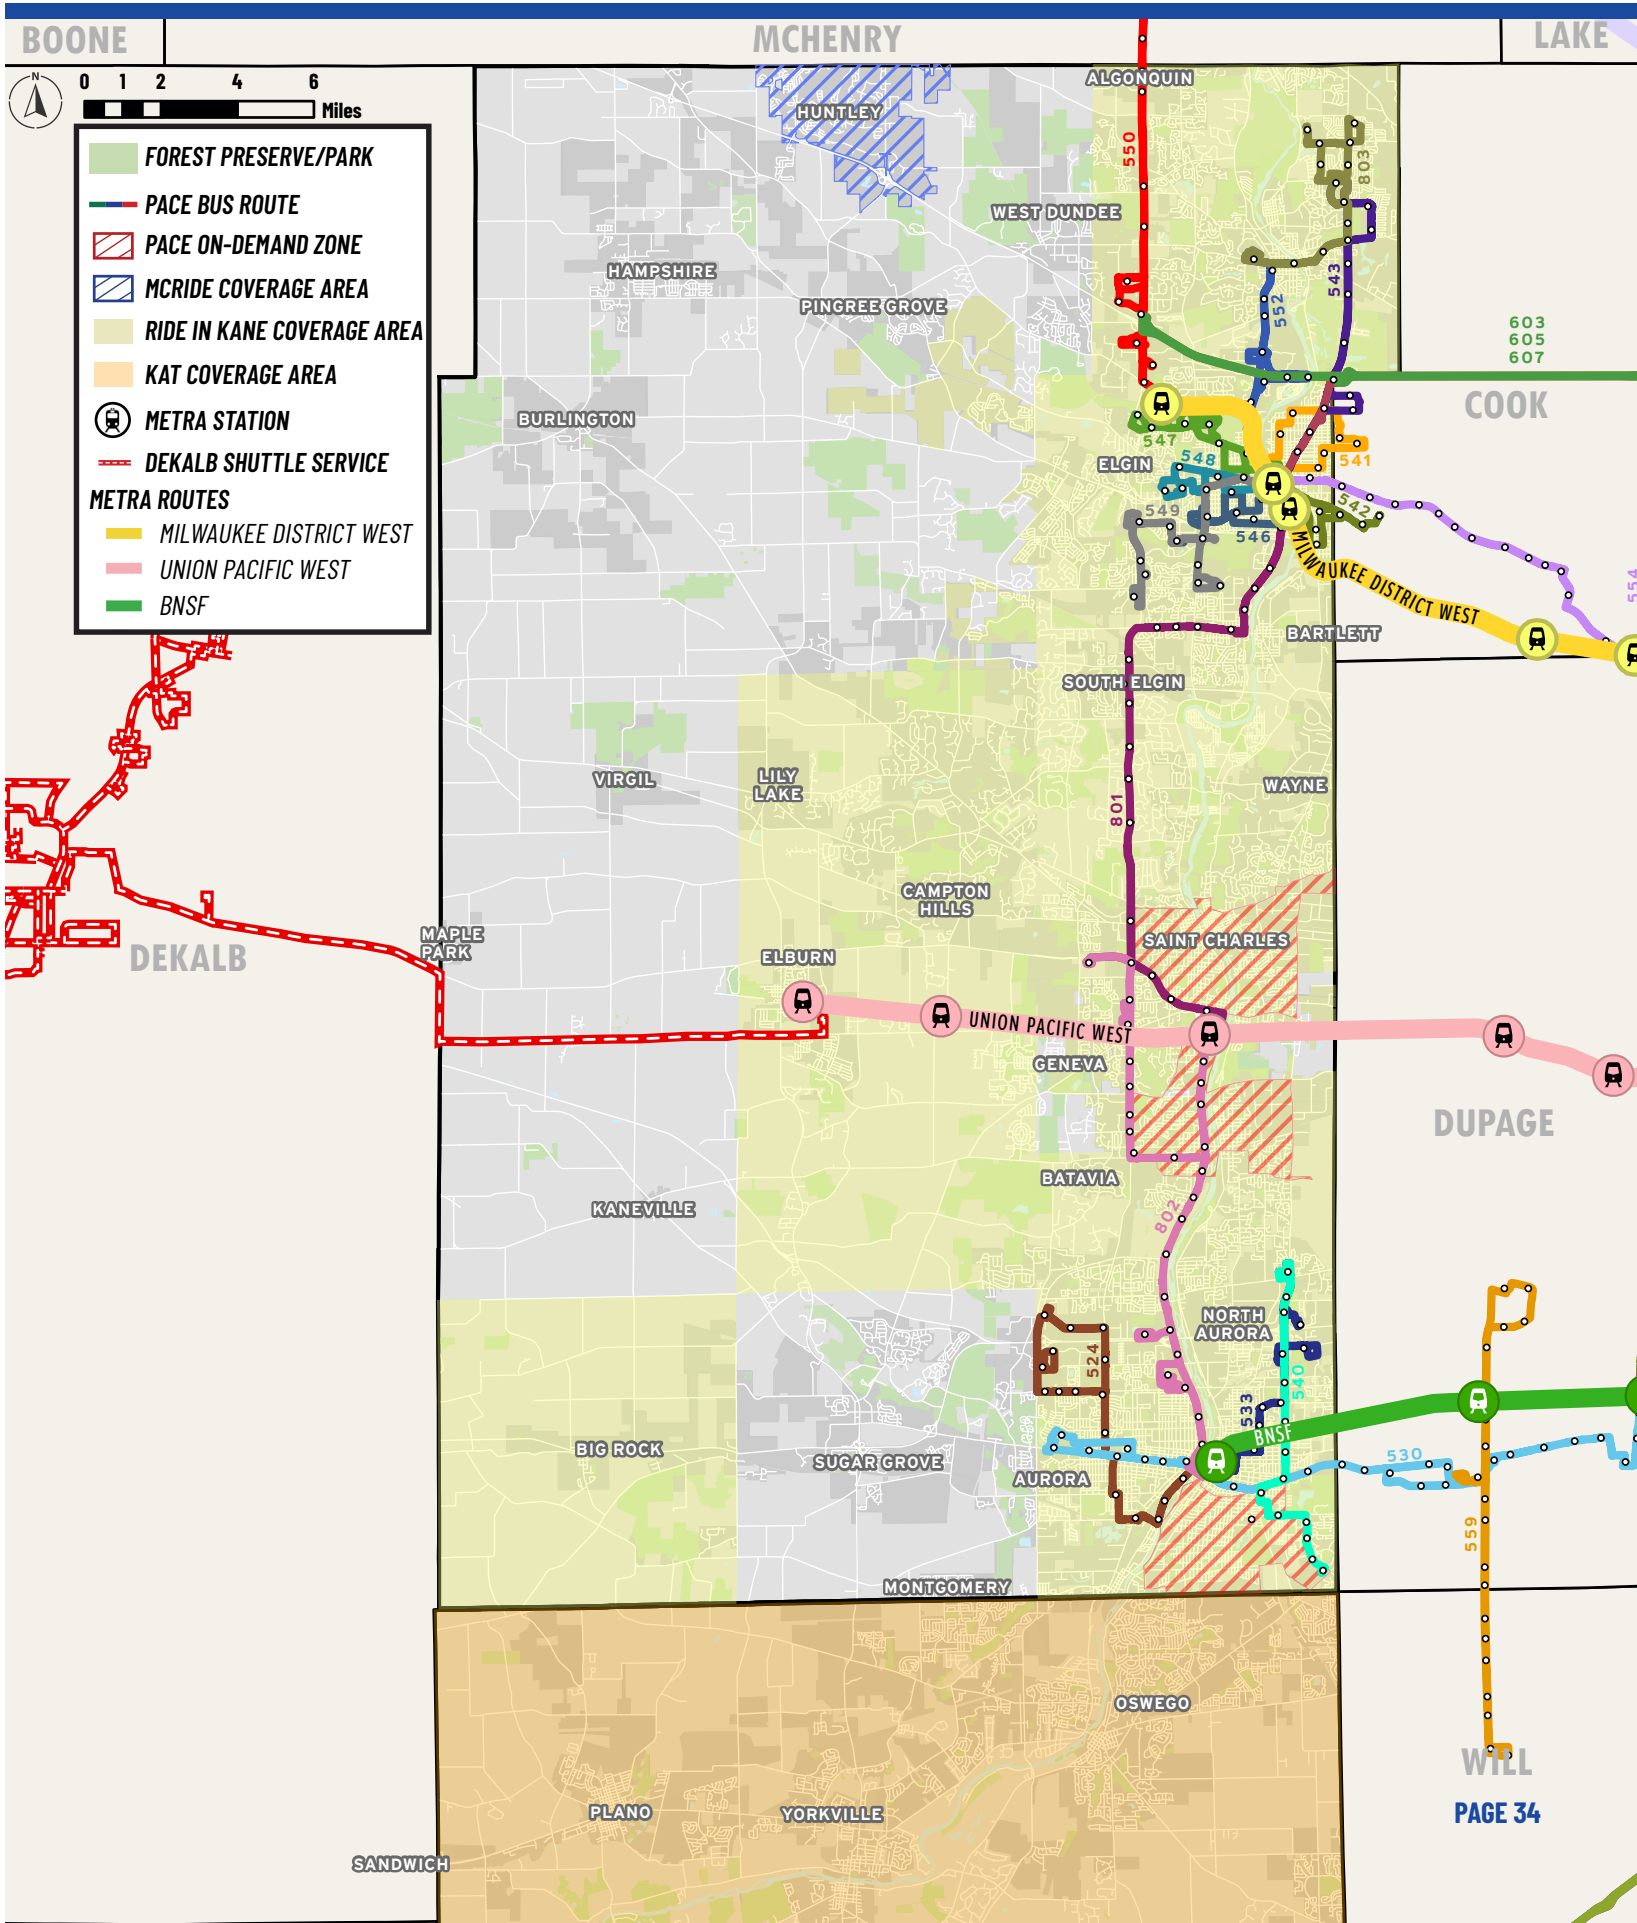 BOONE
MCHENRY
LAKE
N
0 1 2 4 6
Miles
FOREST PRESERVE/PARK
PACE BUS ROUTE
PACE ON-DEMAND ZONE
MCRIDE COVERAGE AREA
RIDE IN KANE COVERAGE AREA
KAT COVERAGE AREA
METRA STATION
DEKALB SHUTTLE SERVICE
METRA ROUTES
MILWAUKEE DISTRICT WEST
UNION PACIFIC WEST
BNSF
ALGONQUIN
HUNTLEY
550
803
WEST DUNDEE
HAMPSHIRE
543
PINGREE GROVE
552
603
605
607
COOK
BURLINGTON
547
541
ELGIN
548
549
542
546
MILWAUKEE DISTRICT WEST
554
BARTLETT
SOUTH ELGIN
VIRGIL
LILY
LAKE
WAYNE
801
CAMPTON
HILLS
MAPLE
PARK
SAINT CHARLES
DEKALB
ELBURN
UNION PACIFIC WEST
GENEVA
DUPAGE
BATAVIA
KANEVILLE
802
NORTH
AURORA
524
540
533
BNSF
BIG ROCK
SUGAR GROVE
530
AURORA
559
MONTGOMERY
OSWEGO
WILL
PLANO
YORKVILLE
PAGE 34
SANDWICH